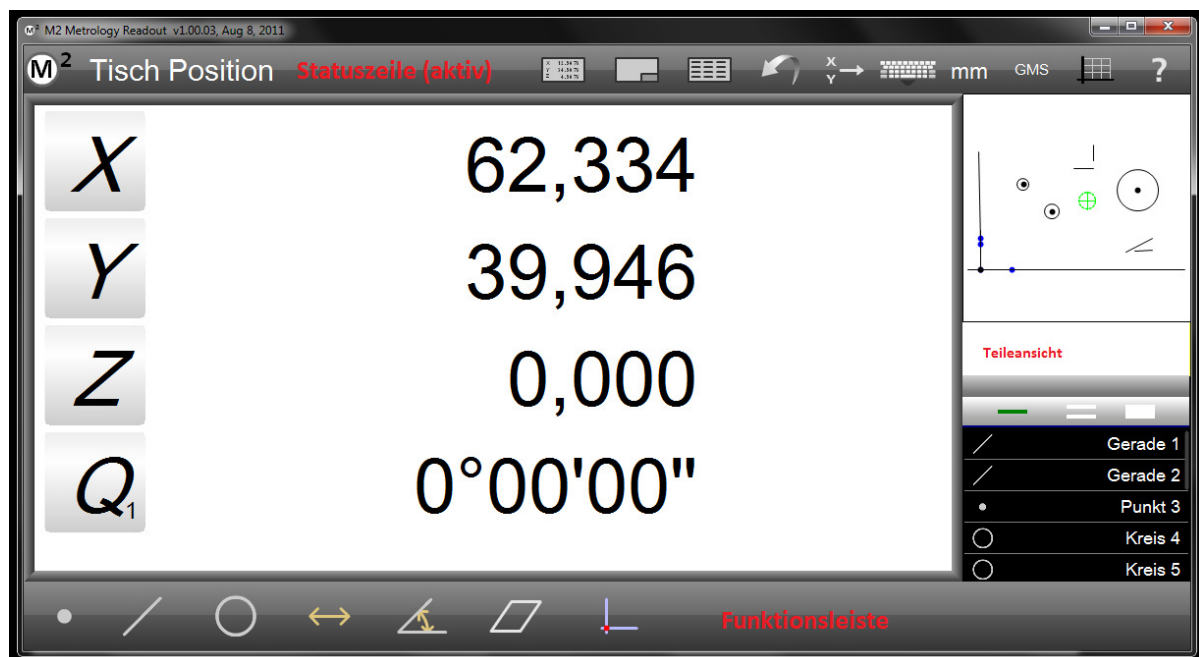 M2 Metrology Readout v1.00.03, Aug 8, 2011
M2 Tisch Position Statuszeile (aktiv) mm GMS ?
X 62,334
Y 39,946
Z 0,000
Q1 0°00'00"
X
Y
Teileansicht
Gerade 1
Gerade 2
Punkt 3
Kreis 4
Kreis 5
Funktionsleiste